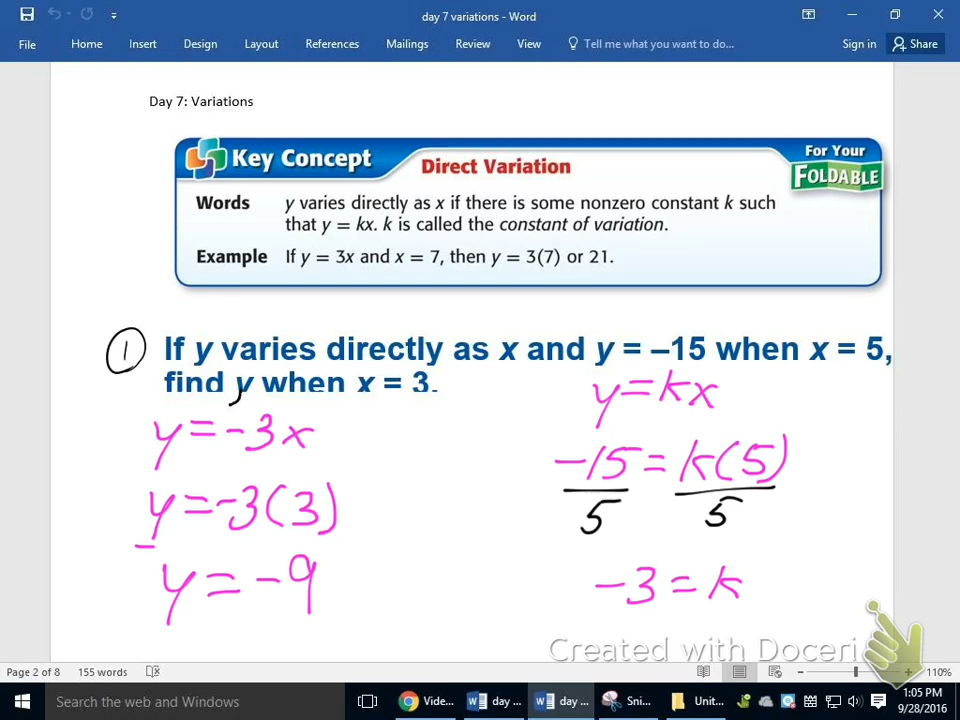 day 7 variations - Word
File Home Insert Design Layout References Mailings Review View Tell me what you want to do... Sign in Share
Day 7: Variations
Key Concept Direct Variation For Your FOLDABLE
Words y varies directly as x if there is some nonzero constant k such
that y = kx. k is called the constant of variation.
Example If y = 3x and x = 7, then y = 3(7) or 21.
1 If y varies directly as x and y = –15 when x = 5,
find y when x = 3.
y = -3x
y = -3(3)
y = -9
y = kx
-15 = k(5)
5 5
-3 = k
Created with Doceri
Page 2 of 8 155 words 110%
Search the web and Windows Vide... day ... day ... Sni... Unit... 1:05 PM
9/28/2016